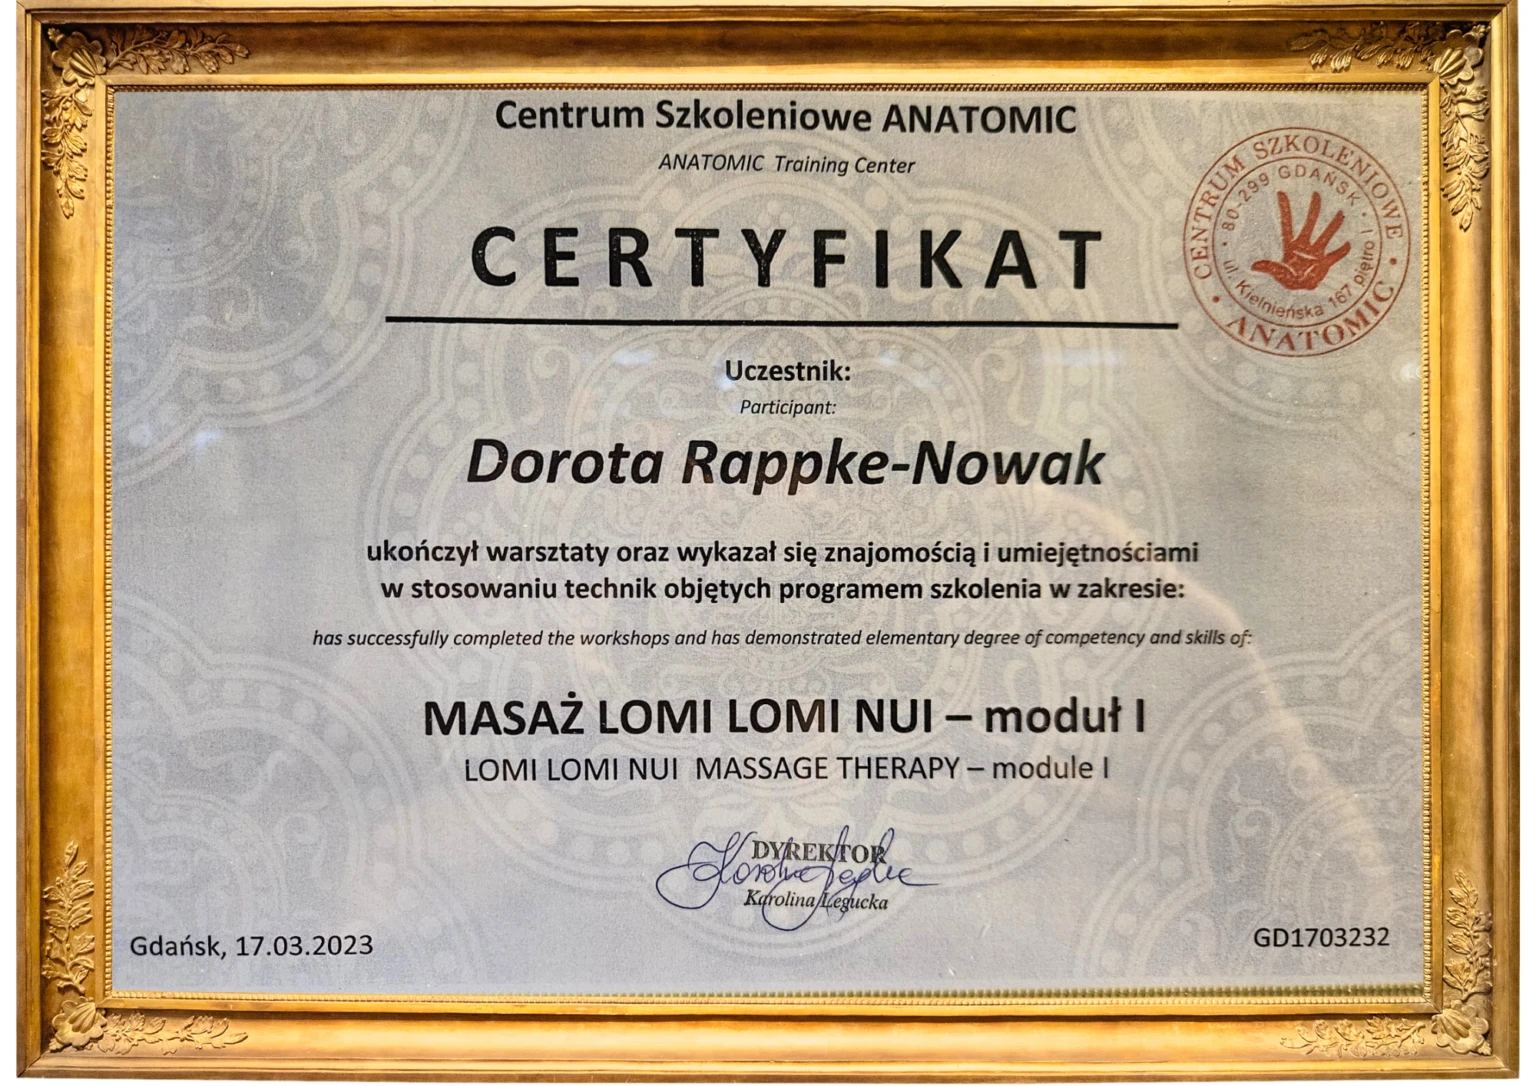 Centrum Szkoleniowe ANATOMIC
ANATOMIC Training Center
CENTRUM SZKOLENIOWE
80-299 GDAŃSK
ul. Kielnieńska 167 piętro I
ANATOMIC
CERTYFIKAT
Uczestnik:
Participant:
Dorota Rappke-Nowak
ukończył warsztaty oraz wykazał się znajomością i umiejętnościami
w stosowaniu technik objętych programem szkolenia w zakresie:
has successfully completed the workshops and has demonstrated elementary degree of competency and skills of:
MASAŻ LOMI LOMI NUI – moduł I
LOMI LOMI NUI MASSAGE THERAPY – module I
DYREKTOR
Karolina Legucka
Gdańsk, 17.03.2023
GD1703232